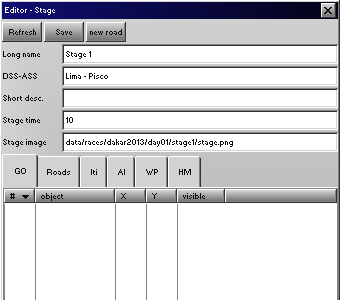 Editor - Stage
Refresh Save new road
Long name Stage 1
DSS-ASS Lima - Pisco
Short desc.
Stage time 10
Stage image data/races/dakar2013/day01/stage1/stage.png
GO Roads Iti AI WP HM
# object X Y visible